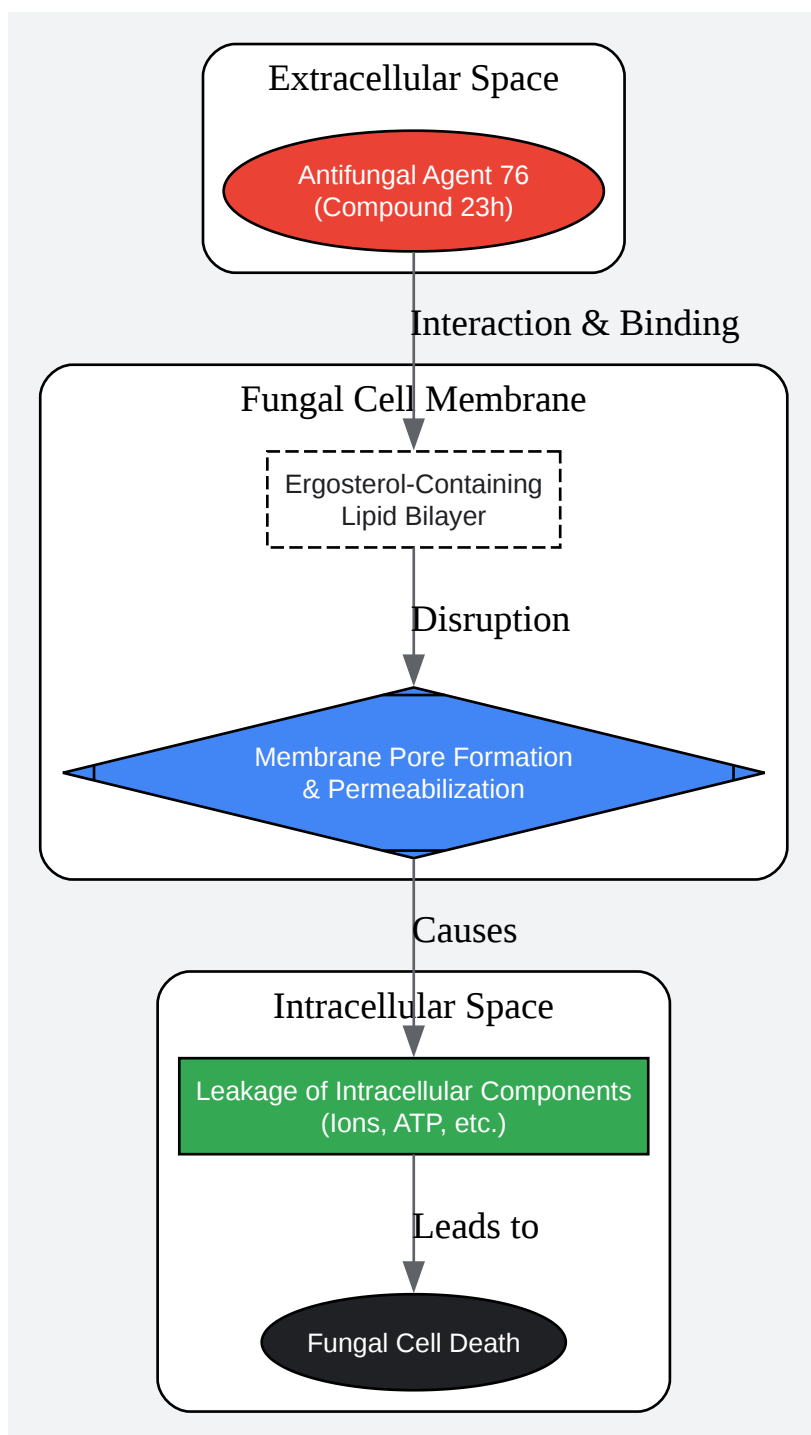 Extracellular Space
Antifungal Agent 76
(Compound 23h)
Interaction & Binding
Fungal Cell Membrane
Ergosterol-Containing
Lipid Bilayer
Disruption
Membrane Pore Formation
& Permeabilization
Causes
Intracellular Space
Leakage of Intracellular Components
(Ions, ATP, etc.)
Leads to
Fungal Cell Death